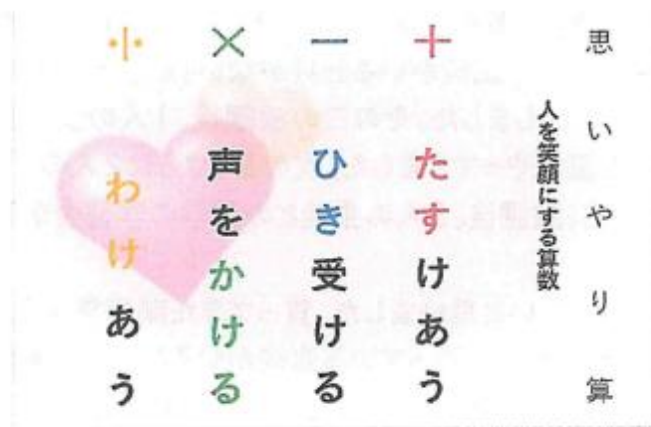 思いやり算
人を笑顔にする算数
＋ たすけあう
－ ひき受ける
× 声をかける
÷ わけあう